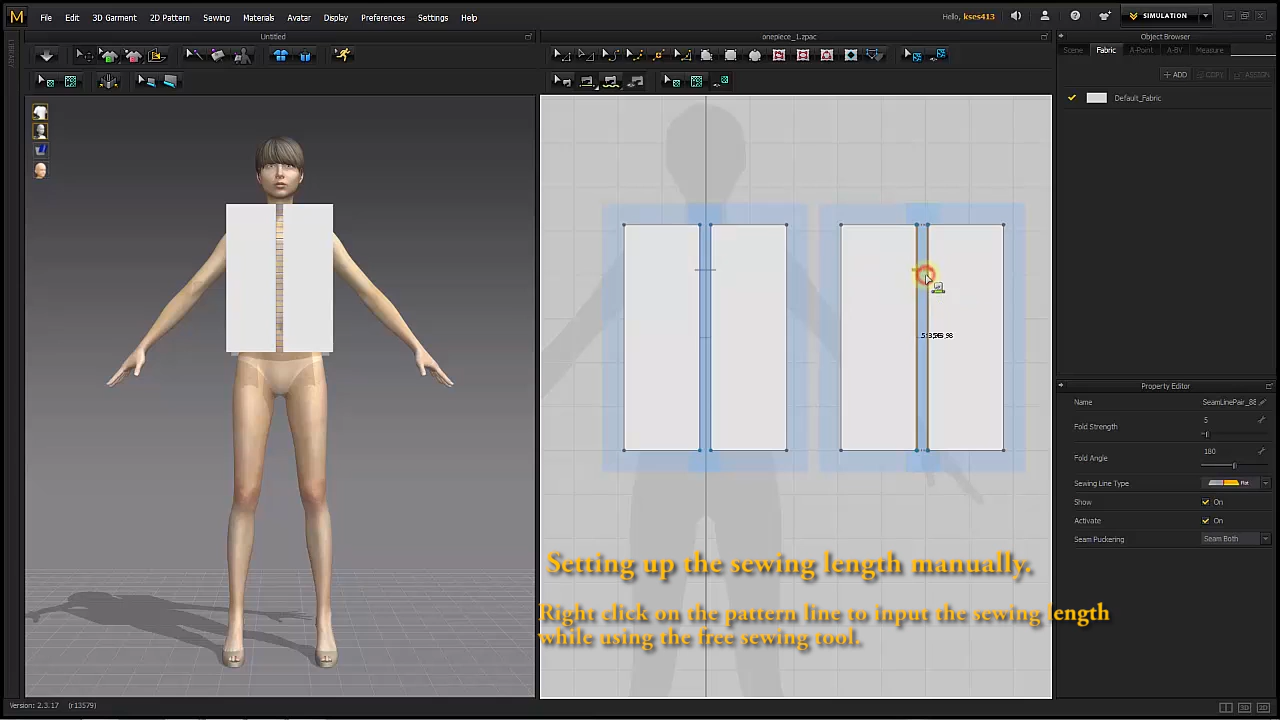 M File Edit 3D Garment 2D Pattern Sewing Materials Avatar Display Preferences Settings Help Hello, kses413 SIMULATION
Untitled
onepiece_1.zpac
Object Browser
LIBRARY
Scene Fabric A-Point A-BY Measure
+ ADD COPY ASSIGN
Default_Fabric
Property Editor
Name SeamLinePair_88
Fold Strength 5
Fold Angle 180
Sewing Line Type Flat
Show On
Activate On
Seam Puckering Seam Both
Setting up the sewing length manually.
Right click on the pattern line to input the sewing length
while using the free sewing tool.
Version: 2.3.17 (r13579)